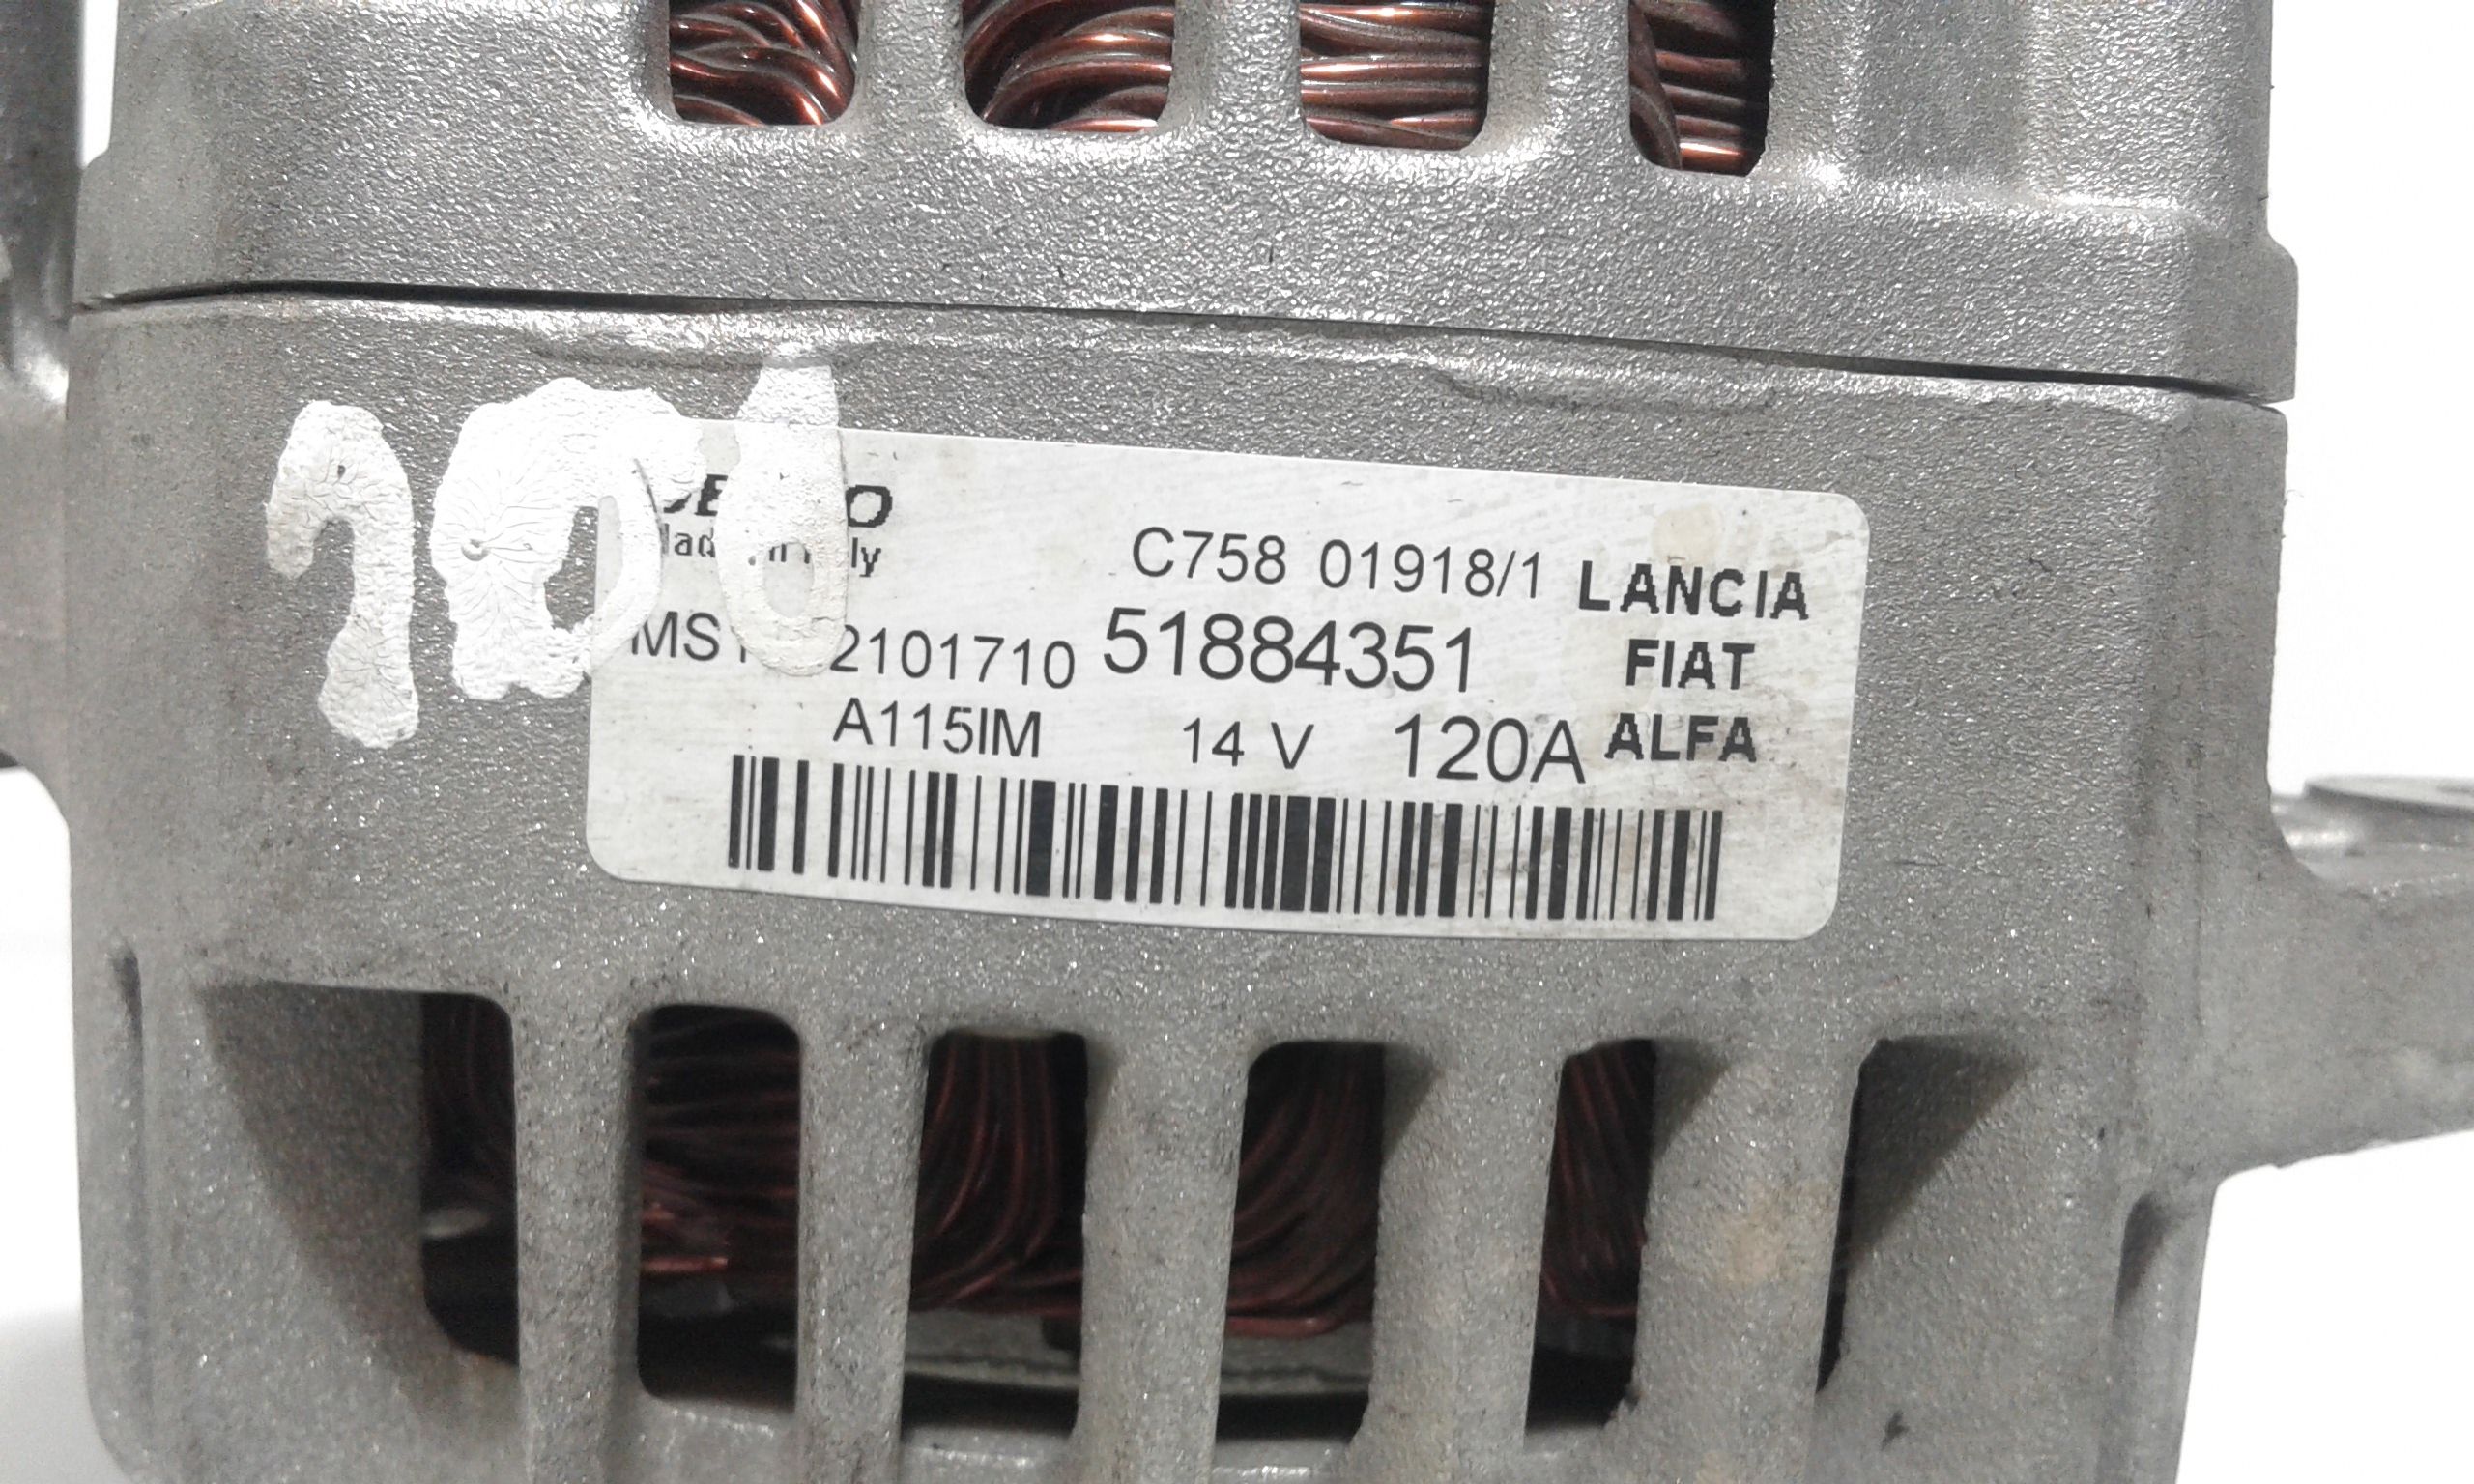 C758 01918/1 LANCIA
2101710 51884351 FIAT
A115IM 14 V 120A ALFA